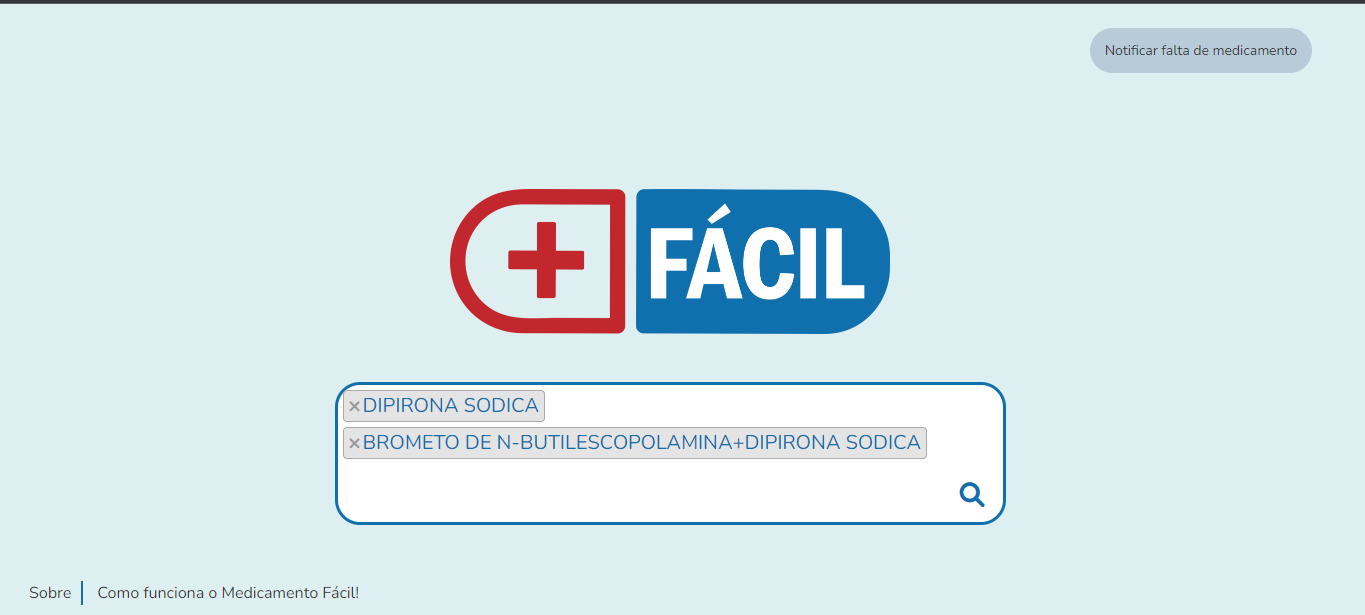 Notificar falta de medicamento
FÁCIL
×DIPIRONA SODICA
×BROMETO DE N-BUTILESCOPOLAMINA+DIPIRONA SODICA
Sobre
Como funciona o Medicamento Fácil!